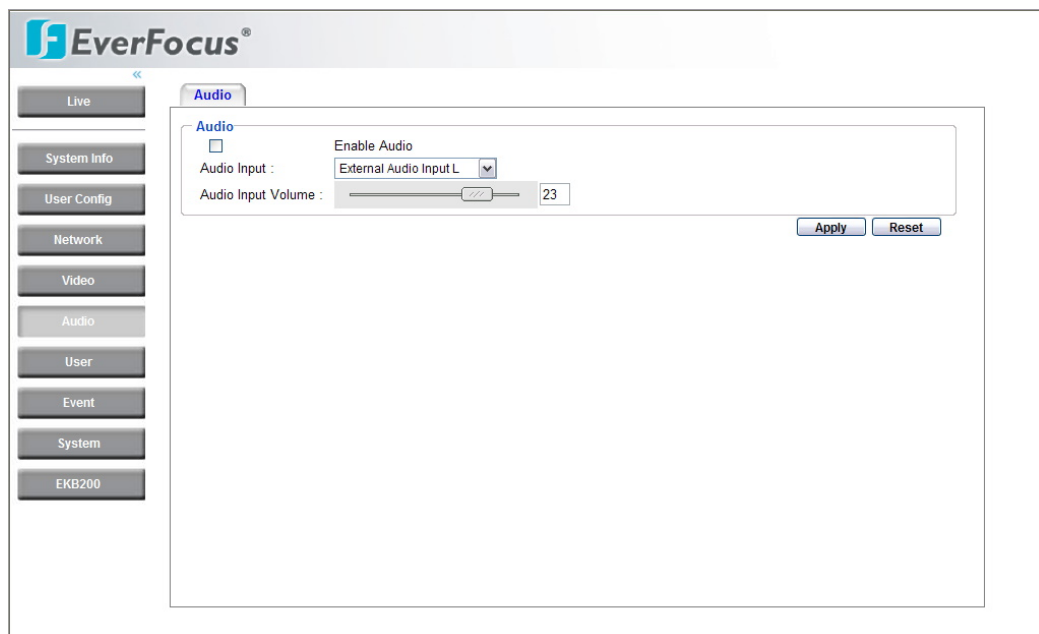 EverFocus®
«
Live
System Info
User Config
Network
Video
Audio
User
Event
System
EKB200
Audio
Audio
Enable Audio
Audio Input : External Audio Input L
Audio Input Volume : 23
Apply Reset